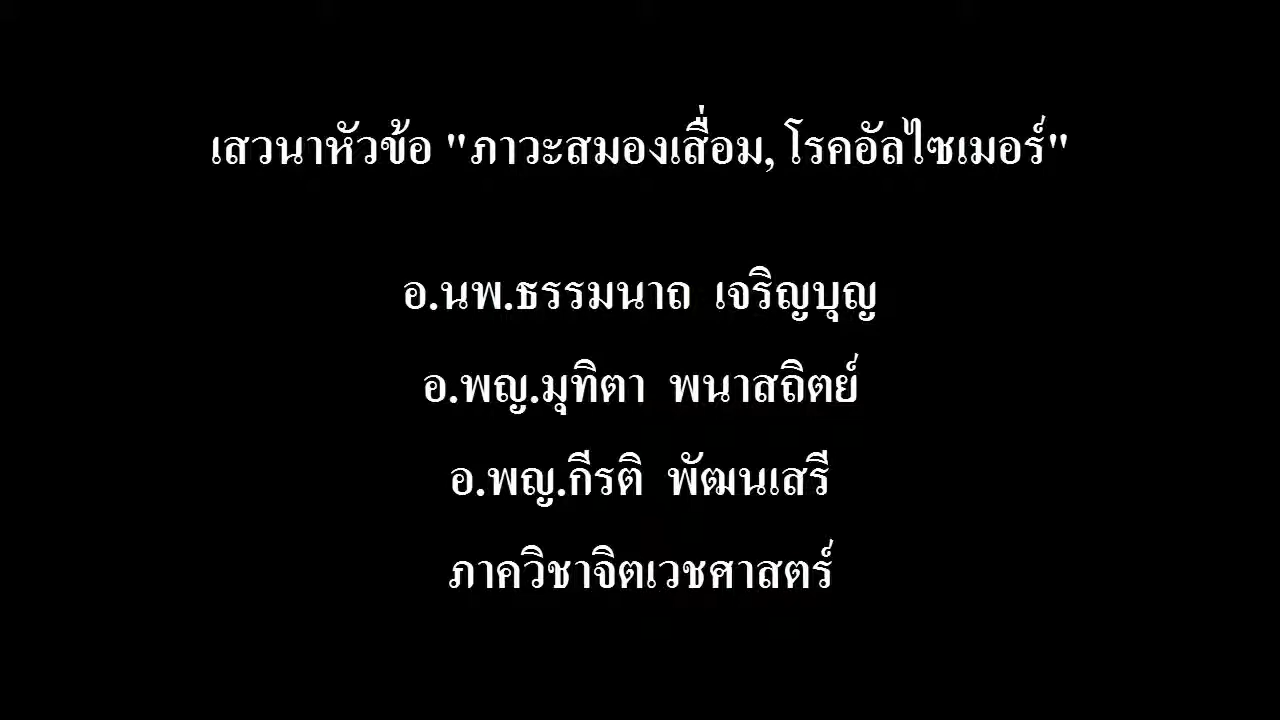 เสวนาหัวข้อ "ภาวะสมองเสื่อม, โรคอัลไซเมอร์"
อ.นพ.ธรรมนาถ เจริญบุญ
อ.พญ.มุทิตา พนาสถิตย์
อ.พญ.กีรติ พัฒนเสรี
ภาควิชาจิตเวชศาสตร์